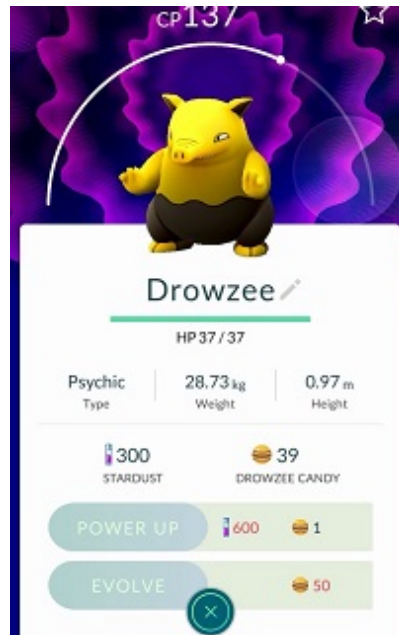 CP137
Drowzee
HP 37 / 37
Psychic 28.73 kg 0.97 m
Type Weight Height
300 39
STARDUST DROWZEE CANDY
POWER UP 600 1
EVOLVE 50